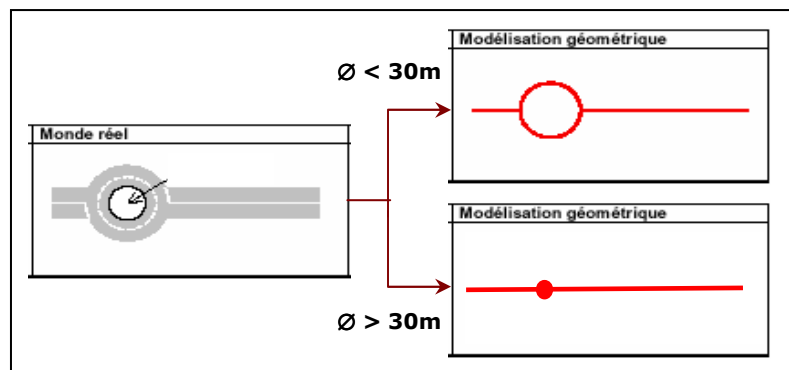 Modélisation géométrique
Ø < 30m
Monde réel
Modélisation géométrique
Ø > 30m